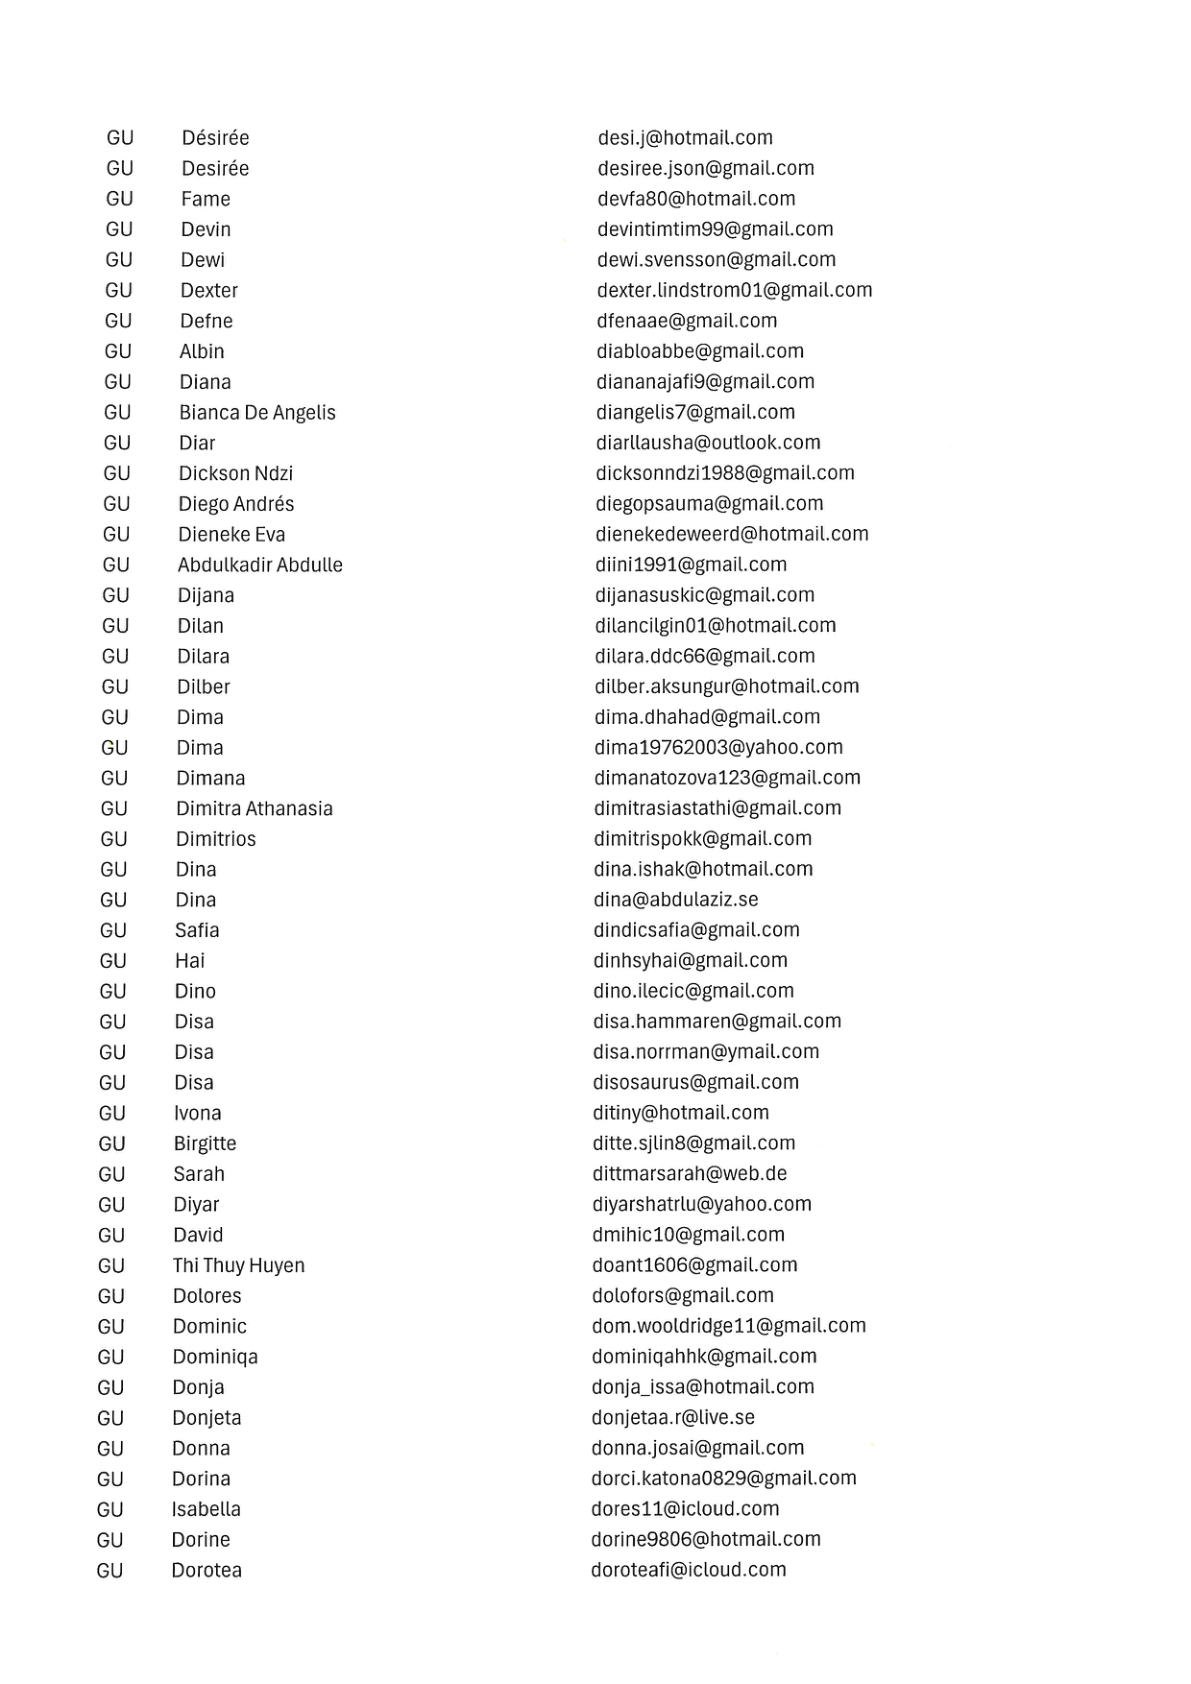 GU Désirée desi.j@hotmail.com
GU Desirée desiree.json@gmail.com
GU Fame devfa80@hotmail.com
GU Devin devintimtim99@gmail.com
GU Dewi dewi.svensson@gmail.com
GU Dexter dexter.lindstrom01@gmail.com
GU Defne dfenaae@gmail.com
GU Albin diabloabbe@gmail.com
GU Diana diananajafi9@gmail.com
GU Bianca De Angelis diangelis7@gmail.com
GU Diar diarllausha@outlook.com
GU Dickson Ndzi dicksonndzi1988@gmail.com
GU Diego Andrés diegopsauma@gmail.com
GU Dieneke Eva dienekedeweerd@hotmail.com
GU Abdulkadir Abdulle diini1991@gmail.com
GU Dijana dijanasuskic@gmail.com
GU Dilan dilancilgin01@hotmail.com
GU Dilara dilara.ddc66@gmail.com
GU Dilber dilber.aksungur@hotmail.com
GU Dima dima.dhahad@gmail.com
GU Dima dima19762003@yahoo.com
GU Dimana dimanatozova123@gmail.com
GU Dimitra Athanasia dimitrasiastathi@gmail.com
GU Dimitrios dimitrispokk@gmail.com
GU Dina dina.ishak@hotmail.com
GU Dina dina@abdulaziz.se
GU Safia dindicsafia@gmail.com
GU Hai dinhsyhai@gmail.com
GU Dino dino.ilecic@gmail.com
GU Disa disa.hammaren@gmail.com
GU Disa disa.norrman@ymail.com
GU Disa disosaurus@gmail.com
GU Ivona ditiny@hotmail.com
GU Birgitte ditte.sjlin8@gmail.com
GU Sarah dittmarsarah@web.de
GU Diyar diyarshatrlu@yahoo.com
GU David dmihic10@gmail.com
GU Thi Thuy Huyen doant1606@gmail.com
GU Dolores dolofors@gmail.com
GU Dominic dom.wooldridge11@gmail.com
GU Dominiqa dominiqahhk@gmail.com
GU Donja donja_issa@hotmail.com
GU Donjeta donjetaa.r@live.se
GU Donna donna.josai@gmail.com
GU Dorina dorci.katona0829@gmail.com
GU Isabella dores11@icloud.com
GU Dorine dorine9806@hotmail.com
GU Dorotea doroteafi@icloud.com